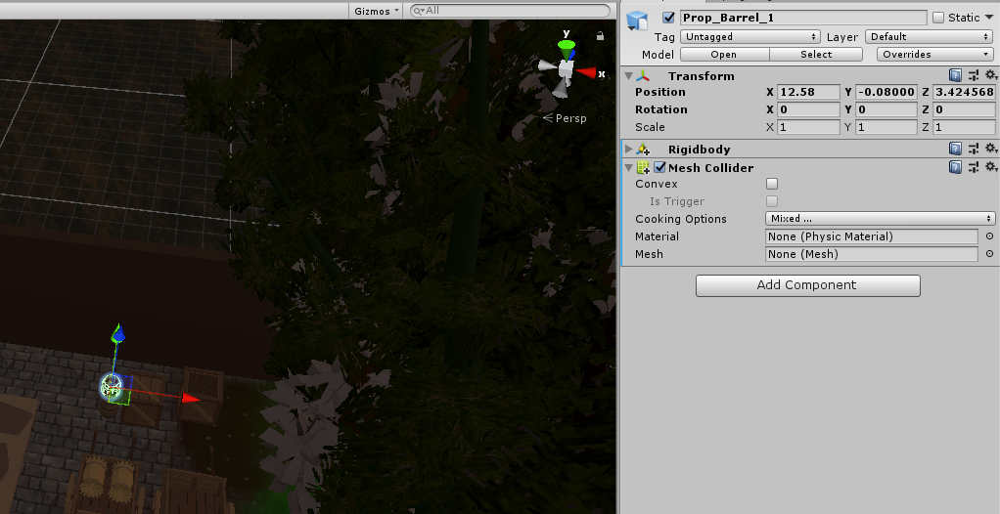 Gizmos All
Prop_Barrel_1 Static
Tag Untagged Layer Default
Model Open Select Overrides
Transform
Position X 12.58 Y -0.08000 Z 3.424568
Rotation X 0 Y 0 Z 0
Scale X 1 Y 1 Z 1
Rigidbody
Mesh Collider
Convex
Is Trigger
Cooking Options Mixed ...
Material None (Physic Material)
Mesh None (Mesh)
Add Component
y
x
Persp